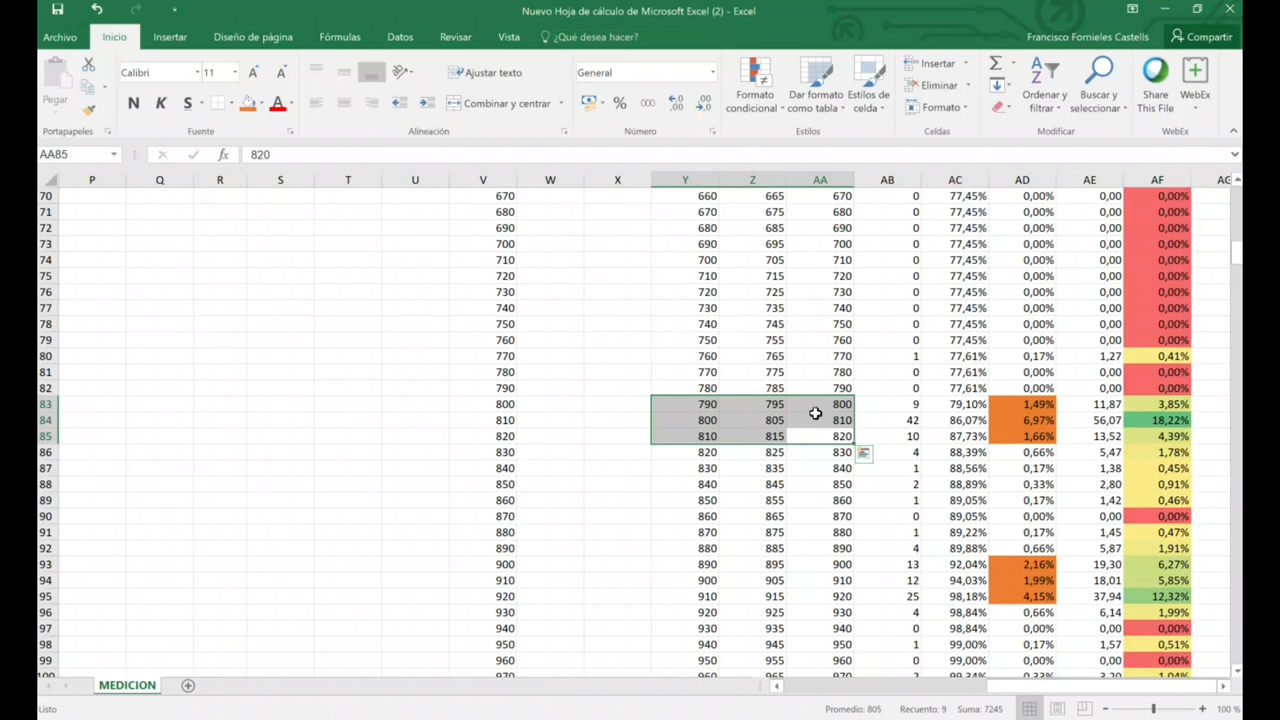 Nuevo Hoja de cálculo de Microsoft Excel (2) - Excel
Archivo Inicio Insertar Diseño de página Fórmulas Datos Revisar Vista ¿Qué desea hacer? Francisco Fornieles Castells Compartir
Calibri 11 A A Ajustar texto General Insertar Σ
Pegar N K S A Combinar y centrar % 000 Formato condicional Dar formato como tabla Estilos de celda Eliminar Formato Ordenar y filtrar Buscar y seleccionar Share This File WebEx
Portapapeles Fuente Alineación Número Estilos Celdas Modificar WebEx
AA85 fx 820
P Q R S T U V W X Y Z AA AB AC AD AE AF AG
70 670 660 665 670 0 77,45% 0,00% 0,00 0,00%
71 680 670 675 680 0 77,45% 0,00% 0,00 0,00%
72 690 680 685 690 0 77,45% 0,00% 0,00 0,00%
73 700 690 695 700 0 77,45% 0,00% 0,00 0,00%
74 710 700 705 710 0 77,45% 0,00% 0,00 0,00%
75 720 710 715 720 0 77,45% 0,00% 0,00 0,00%
76 730 720 725 730 0 77,45% 0,00% 0,00 0,00%
77 740 730 735 740 0 77,45% 0,00% 0,00 0,00%
78 750 740 745 750 0 77,45% 0,00% 0,00 0,00%
79 760 750 755 760 0 77,45% 0,00% 0,00 0,00%
80 770 760 765 770 1 77,61% 0,17% 1,27 0,41%
81 780 770 775 780 0 77,61% 0,00% 0,00 0,00%
82 790 780 785 790 0 77,61% 0,00% 0,00 0,00%
83 800 790 795 800 9 79,10% 1,49% 11,87 3,85%
84 810 800 805 810 42 86,07% 6,97% 56,07 18,22%
85 820 810 815 820 10 87,73% 1,66% 13,52 4,39%
86 830 820 825 830 4 88,39% 0,66% 5,47 1,78%
87 840 830 835 840 1 88,56% 0,17% 1,38 0,45%
88 850 840 845 850 2 88,89% 0,33% 2,80 0,91%
89 860 850 855 860 1 89,05% 0,17% 1,42 0,46%
90 870 860 865 870 0 89,05% 0,00% 0,00 0,00%
91 880 870 875 880 1 89,22% 0,17% 1,45 0,47%
92 890 880 885 890 4 89,88% 0,66% 5,87 1,91%
93 900 890 895 900 13 92,04% 2,16% 19,30 6,27%
94 910 900 905 910 12 94,03% 1,99% 18,01 5,85%
95 920 910 915 920 25 98,18% 4,15% 37,94 12,32%
96 930 920 925 930 4 98,84% 0,66% 6,14 1,99%
97 940 930 935 940 0 98,84% 0,00% 0,00 0,00%
98 950 940 945 950 1 99,00% 0,17% 1,57 0,51%
99 960 950 955 960 0 99,00% 0,00% 0,00 0,00%
100 970 960 965 970 2 99,34% 0,33% 3,20 1,04%
MEDICION
Listo Promedio: 805 Recuento: 9 Suma: 7245 100 %